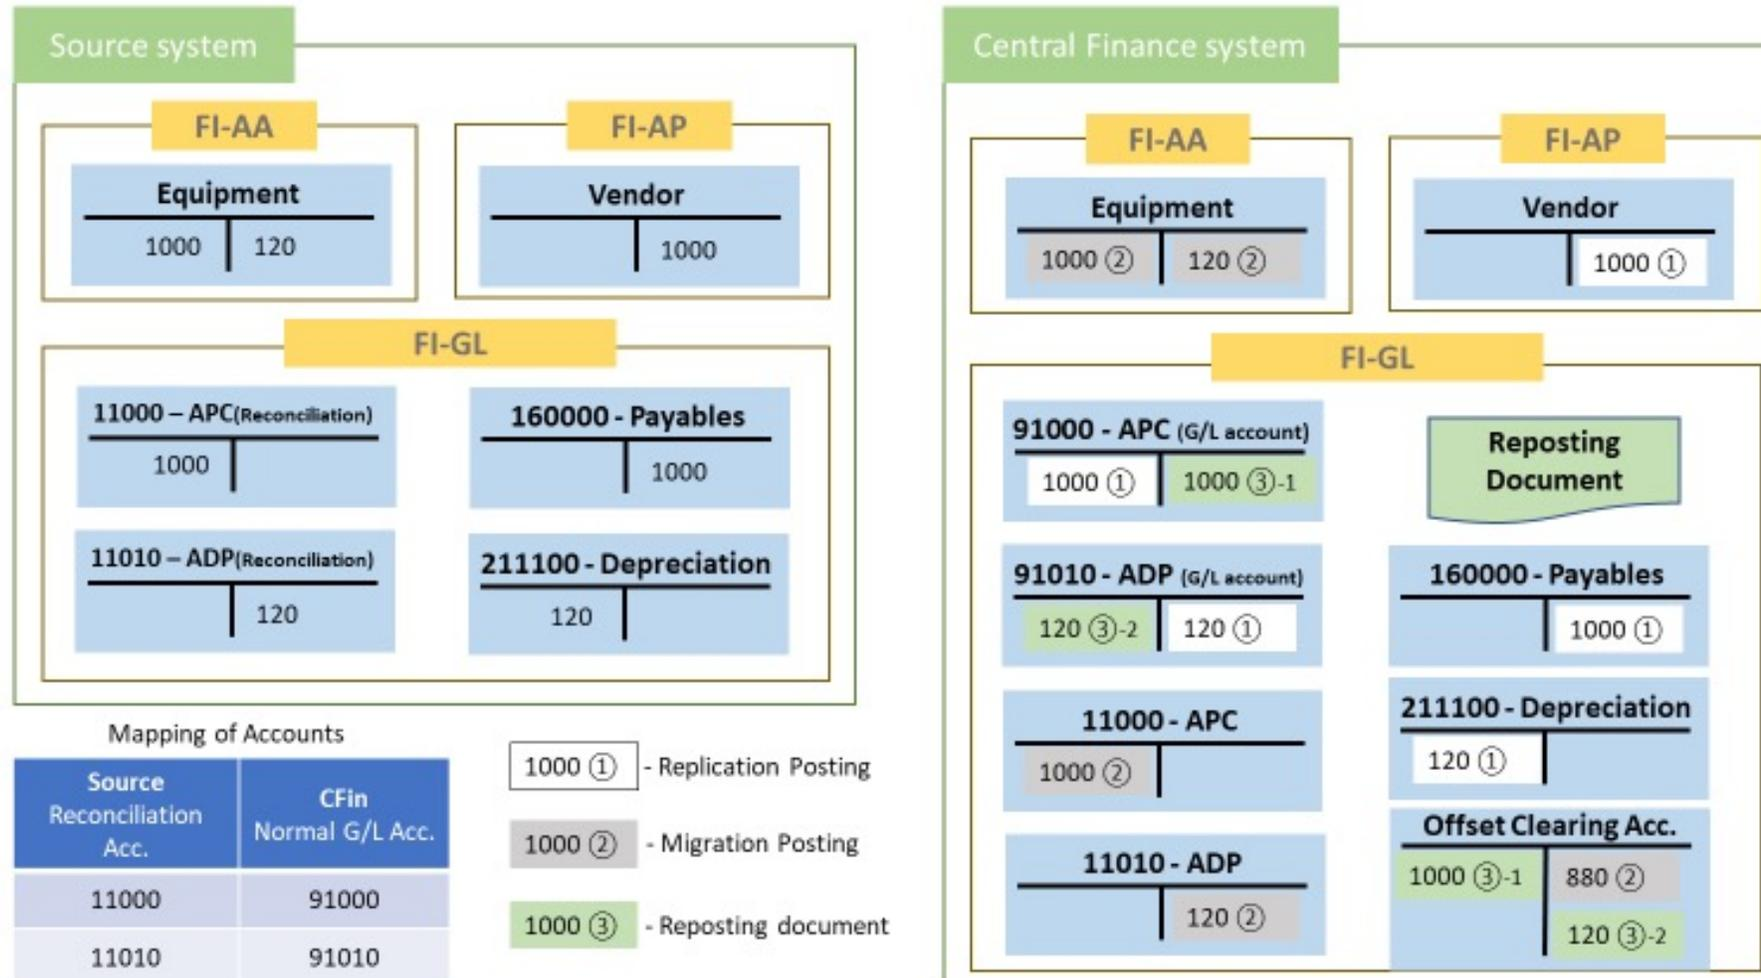 Source system
FI-AA
Equipment
1000 120
FI-AP
Vendor
1000
FI-GL
11000 – APC(Reconciliation)
1000
160000 - Payables
1000
11010 – ADP(Reconciliation)
120
211100 - Depreciation
120
Mapping of Accounts
Source
Reconciliation
Acc.
CFin
Normal G/L Acc.
11000 91000
11010 91010
1000 ① - Replication Posting
1000 ② - Migration Posting
1000 ③ - Reposting document
Central Finance system
FI-AA
Equipment
1000 ② 120 ②
FI-AP
Vendor
1000 ①
FI-GL
91000 - APC (G/L account)
1000 ① 1000 ③-1
Reposting
Document
91010 - ADP (G/L account)
120 ③-2 120 ①
160000 - Payables
1000 ①
11000 - APC
1000 ②
211100 - Depreciation
120 ①
11010 - ADP
120 ②
Offset Clearing Acc.
1000 ③-1 880 ②
120 ③-2